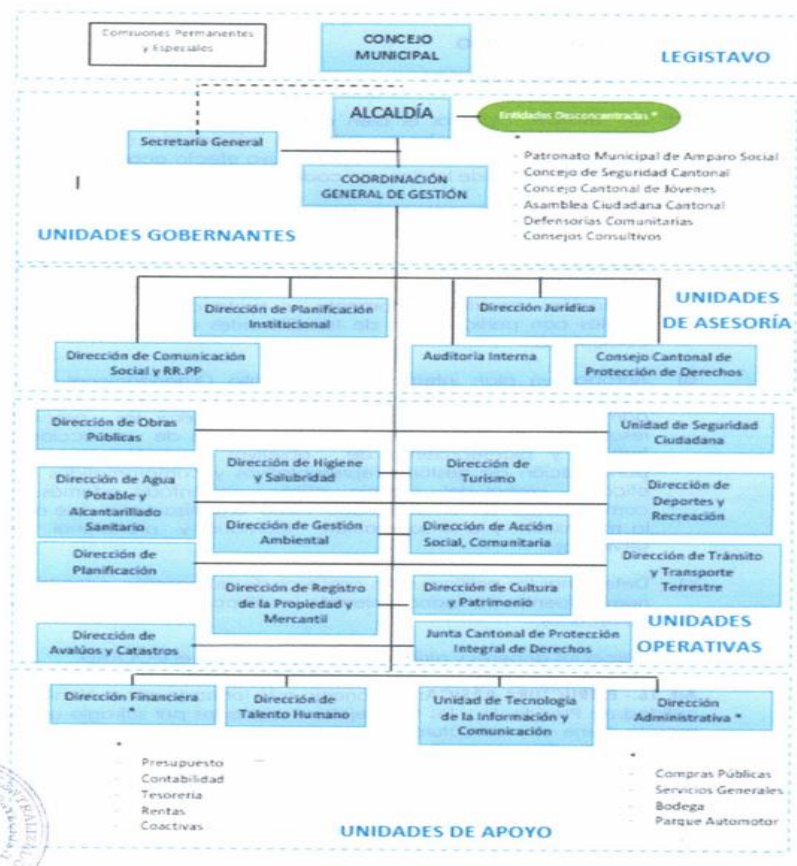 Comisiones Permanentes
y Especiales
CONCEJO
MUNICIPAL
LEGISTAVO
ALCALDÍA
Entidades Desconcentradas *
Secretaría General
*
- Patronato Municipal de Amparo Social
- Concejo de Seguridad Cantonal
- Concejo Cantonal de Jóvenes
- Asamblea Ciudadana Cantonal
- Defensorías Comunitarias
- Consejos Consultivos
COORDINACIÓN
GENERAL DE GESTIÓN
UNIDADES GOBERNANTES
Dirección de Planificación
Institucional
Dirección Jurídica
UNIDADES
DE ASESORÍA
Dirección de Comunicación
Social y RR.PP
Auditoría Interna
Consejo Cantonal de
Protección de Derechos
Dirección de Obras
Públicas
Unidad de Seguridad
Ciudadana
Dirección de Higiene
y Salubridad
Dirección de
Turismo
Dirección de Agua
Potable y
Alcantarillado
Sanitario
Dirección de
Deportes y
Recreación
Dirección de Gestión
Ambiental
Dirección de Acción
Social, Comunitaria
Dirección de
Planificación
Dirección de Tránsito
y Transporte
Terrestre
Dirección de Registro
de la Propiedad y
Mercantil
Dirección de Cultura
y Patrimonio
Dirección de
Avalúos y Catastros
Junta Cantonal de Protección
Integral de Derechos
UNIDADES
OPERATIVAS
Dirección Financiera
*
Dirección de
Talento Humano
Unidad de Tecnología
de la Información y
Comunicación
Dirección
Administrativa *
*
- Presupuesto
- Contabilidad
- Tesorería
- Rentas
- Coactivas
*
- Compras Públicas
- Servicios Generales
- Bodega
- Parque Automotor
UNIDADES DE APOYO